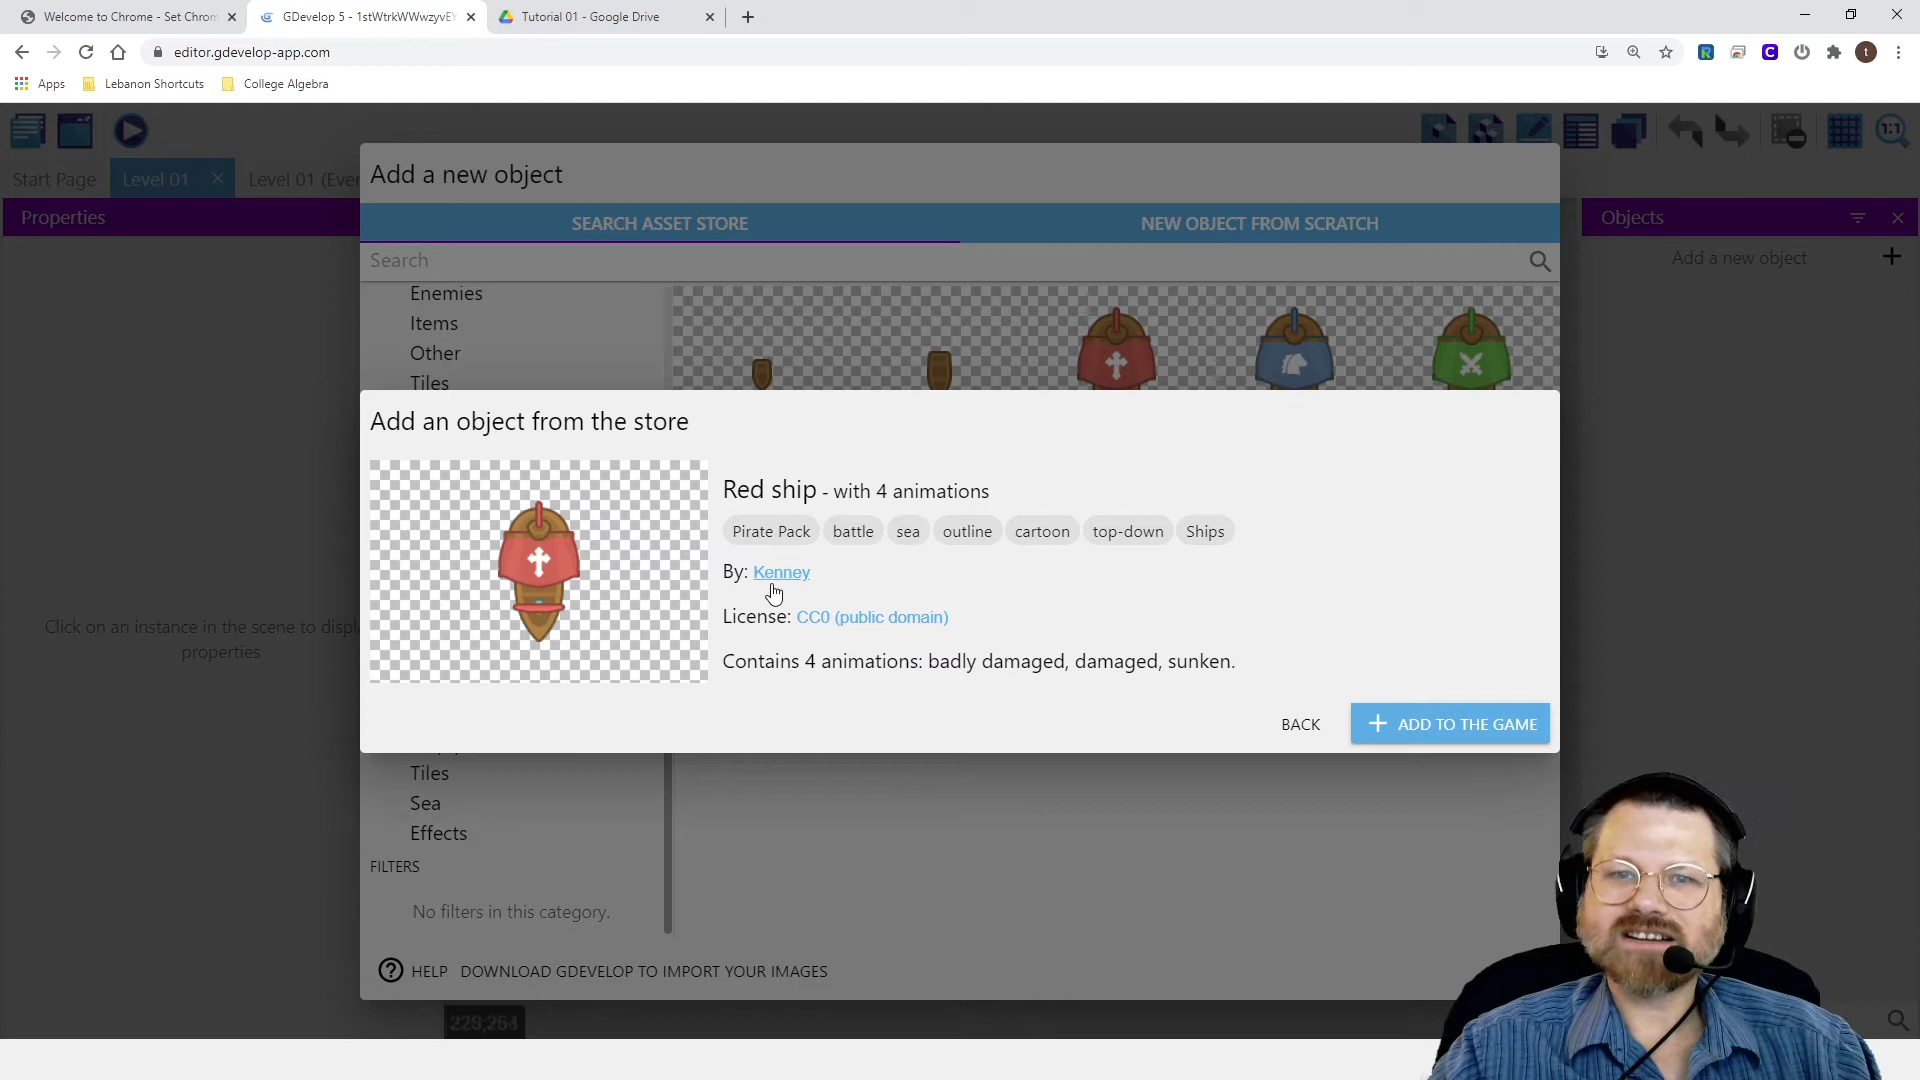 Welcome to Chrome - Set Chrom
GDevelop 5 - 1stWtrkWWwzyvEY
Tutorial 01 - Google Drive
editor.gdevelop-app.com
Apps
Lebanon Shortcuts
College Algebra
Start Page
Level 01
Level 01 (Eve
Properties
Click on an instance in the scene to displ
properties
Add a new object
SEARCH ASSET STORE
NEW OBJECT FROM SCRATCH
Search
Enemies
Items
Other
Tiles
Add an object from the store
Red ship - with 4 animations
Pirate Pack
battle
sea
outline
cartoon
top-down
Ships
By: Kenney
License: CC0 (public domain)
Contains 4 animations: badly damaged, damaged, sunken.
BACK
ADD TO THE GAME
Tiles
Sea
Effects
FILTERS
No filters in this category.
HELP
DOWNLOAD GDEVELOP TO IMPORT YOUR IMAGES
Objects
Add a new object
1:1
R
C
t